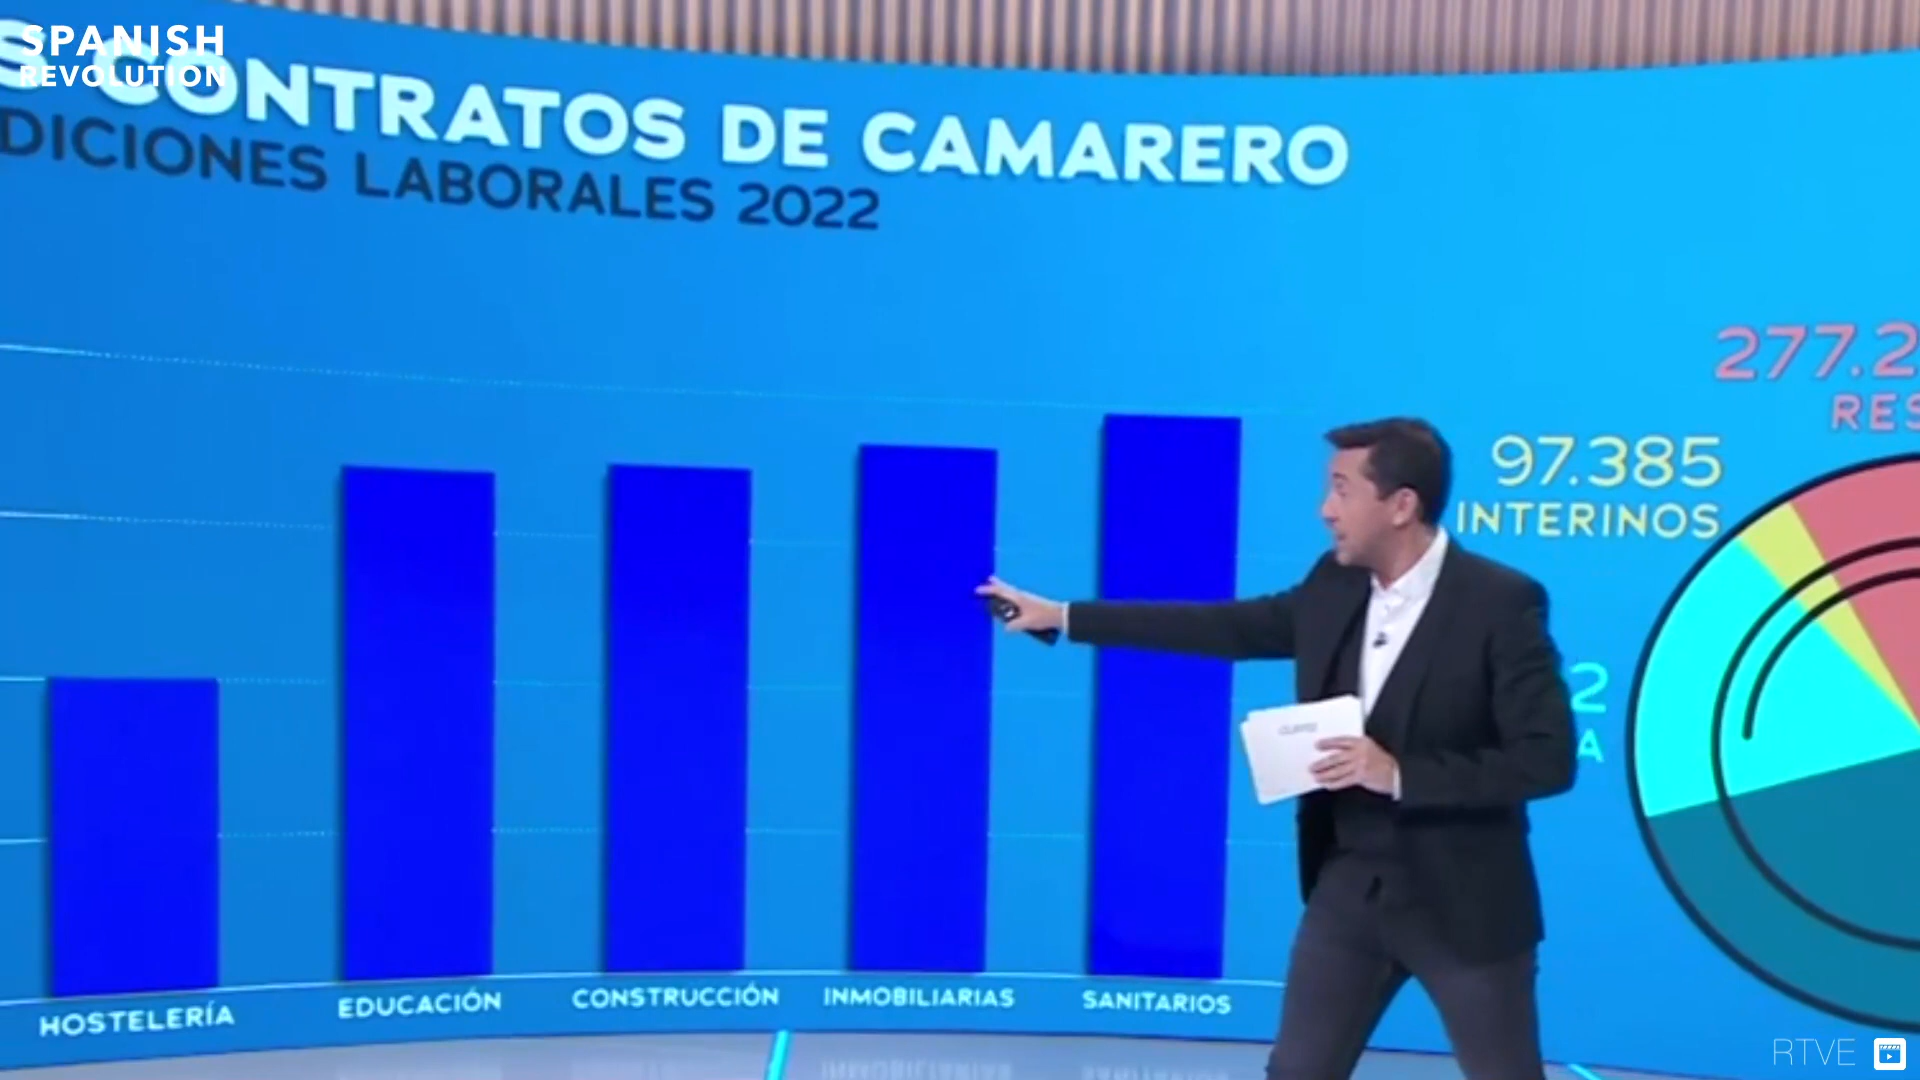 SPANISH
REVOLUTION
S CONTRATOS DE CAMARERO
DICIONES LABORALES 2022
277.2
RES
97.385
INTERINOS
2
A
HOSTELERÍA
EDUCACIÓN
CONSTRUCCIÓN
INMOBILIARIAS
SANITARIOS
RTVE